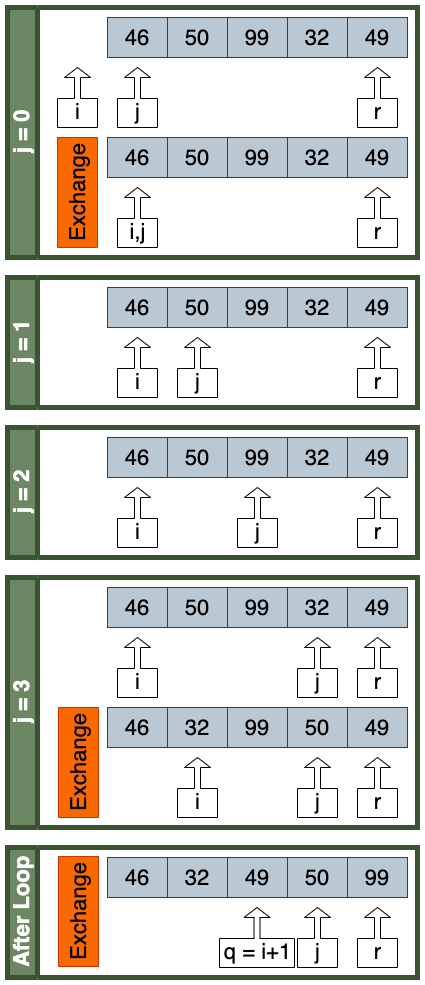 j = 0
46 50 99 32 49
i j r
Exchange
46 50 99 32 49
i,j r
j = 1
46 50 99 32 49
i j r
j = 2
46 50 99 32 49
i j r
j = 3
46 50 99 32 49
i j r
Exchange
46 32 99 50 49
i j r
After Loop
Exchange
46 32 49 50 99
q = i+1 j r